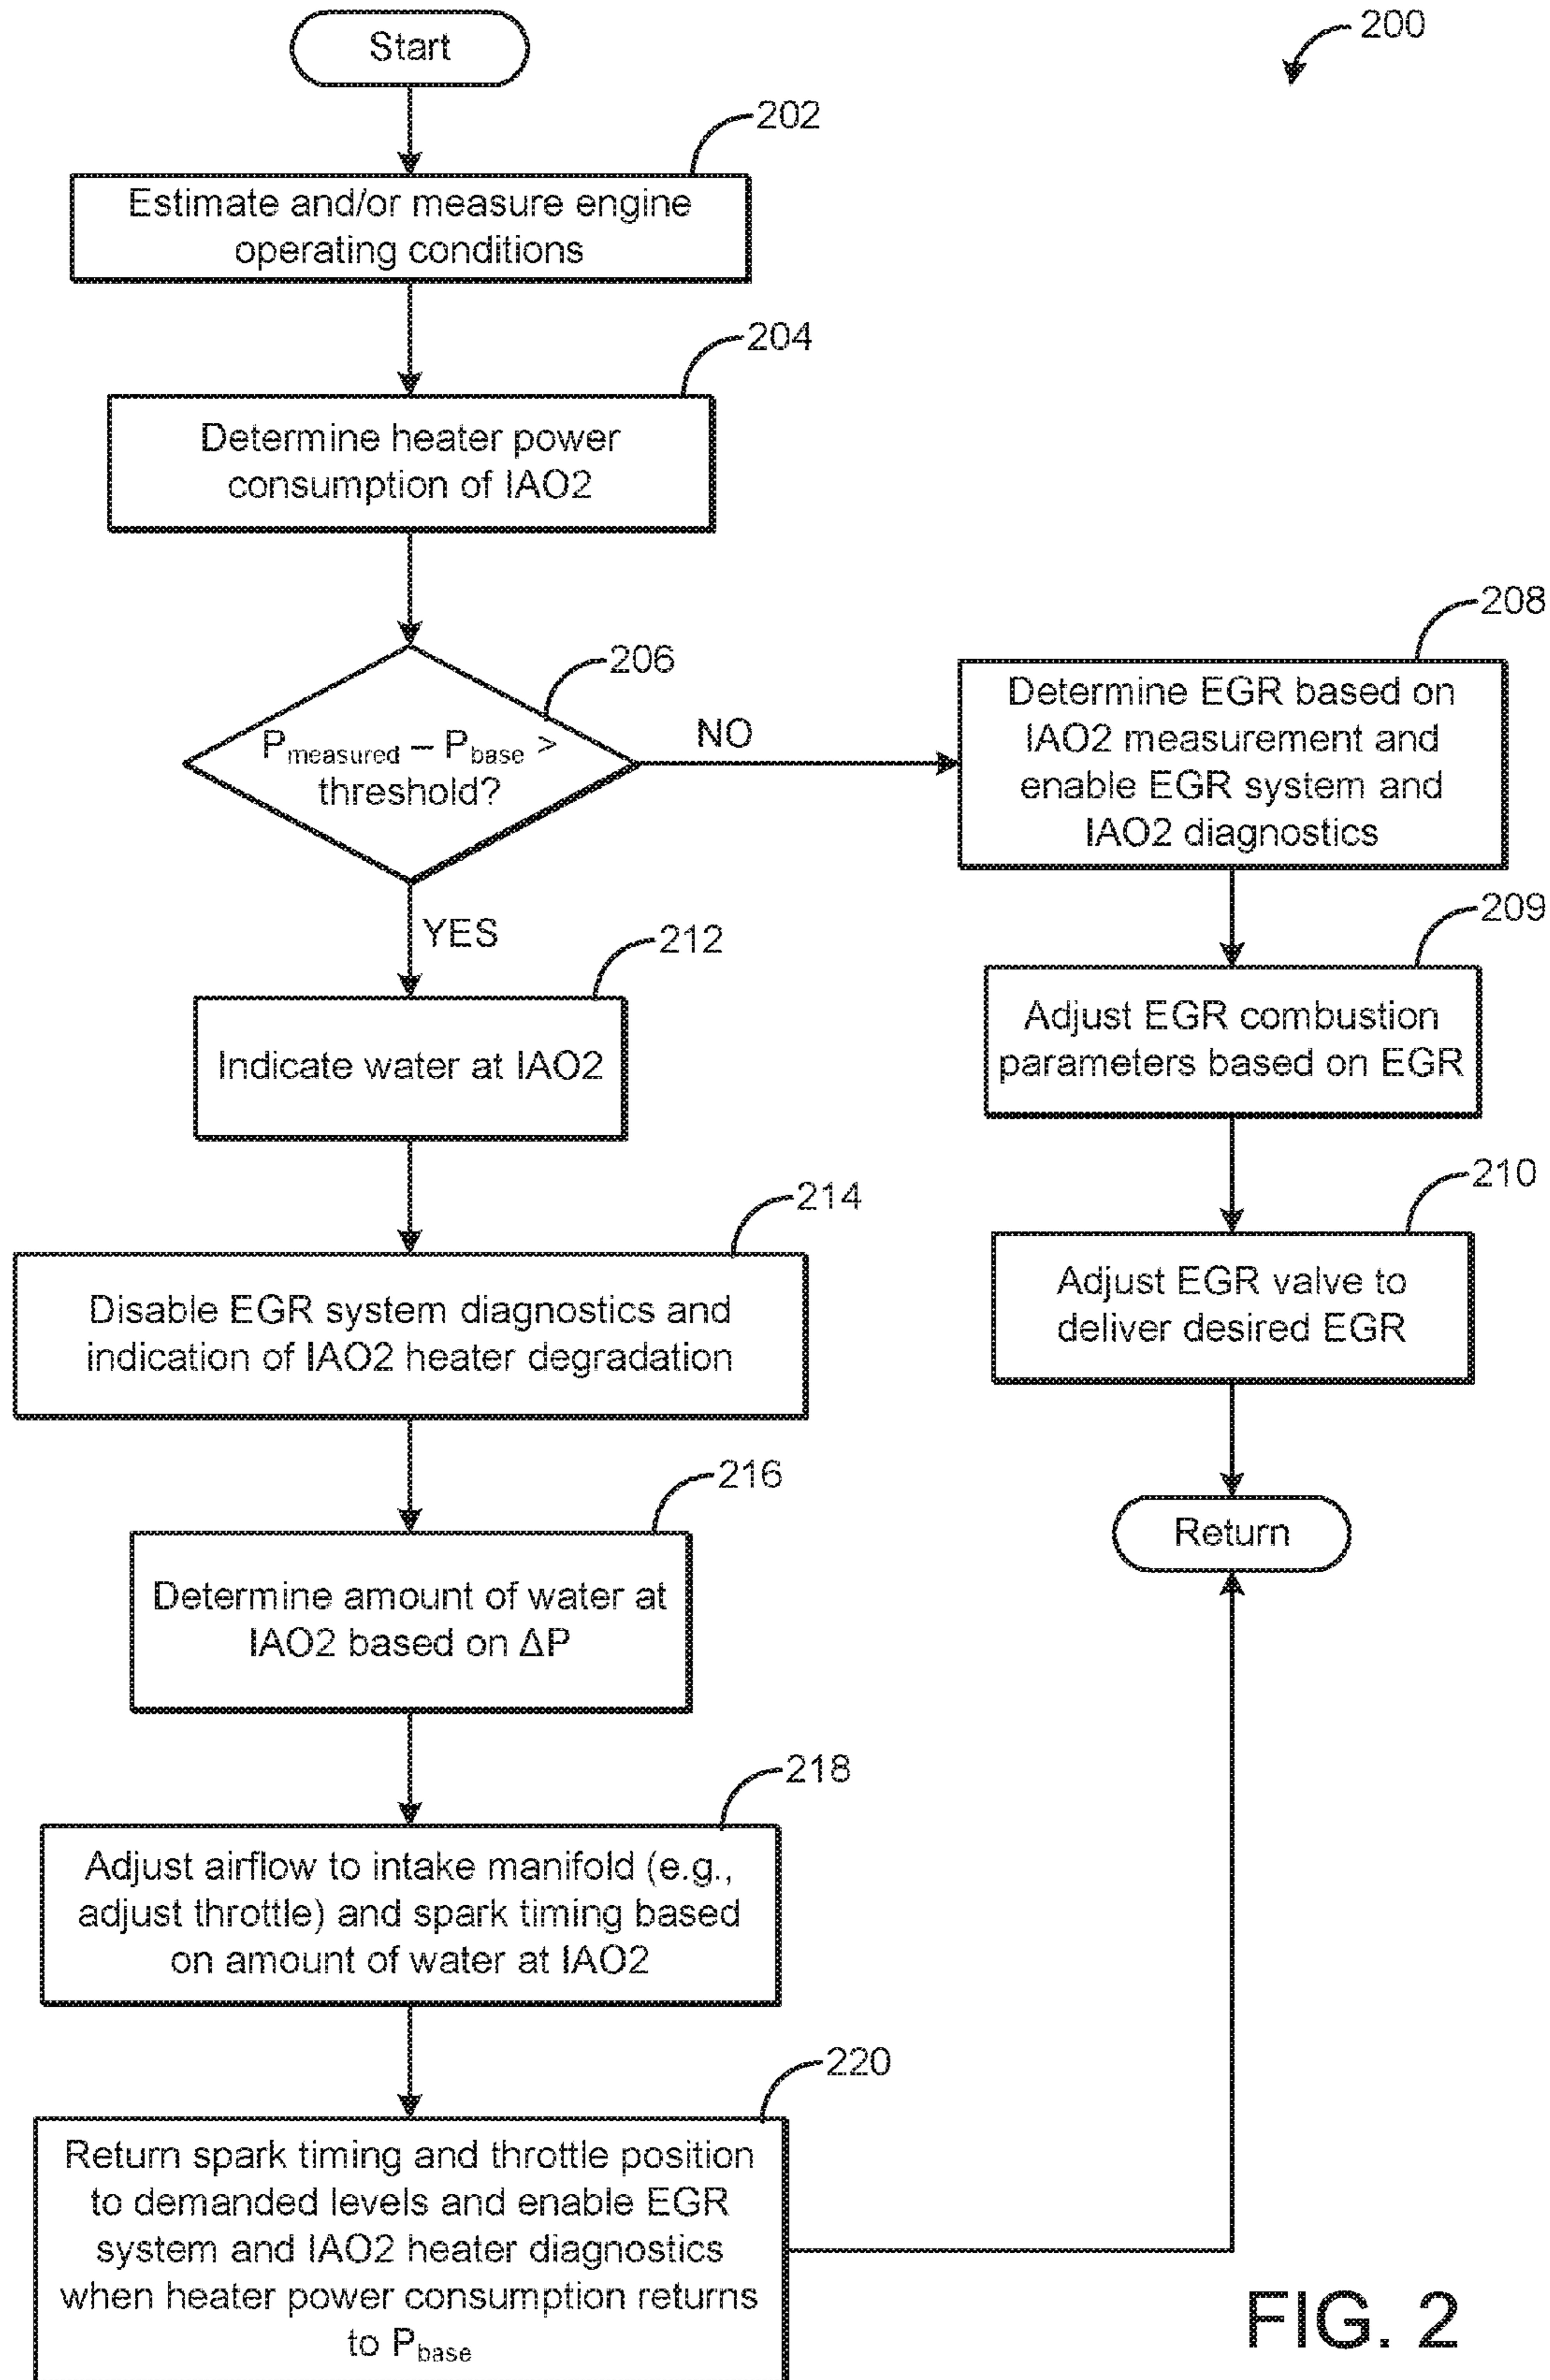 Start
200
202
Estimate and/or measure engine
operating conditions
204
Determine heater power
consumption of IAO2
206
P_measured – P_base >
threshold?
NO
YES
208
Determine EGR based on
IAO2 measurement and
enable EGR system and
IAO2 diagnostics
209
Adjust EGR combustion
parameters based on EGR
210
Adjust EGR valve to
deliver desired EGR
Return
212
Indicate water at IAO2
214
Disable EGR system diagnostics and
indication of IAO2 heater degradation
216
Determine amount of water at
IAO2 based on ΔP
218
Adjust airflow to intake manifold (e.g.,
adjust throttle) and spark timing based
on amount of water at IAO2
220
Return spark timing and throttle position
to demanded levels and enable EGR
system and IAO2 heater diagnostics
when heater power consumption returns
to P_base
FIG. 2